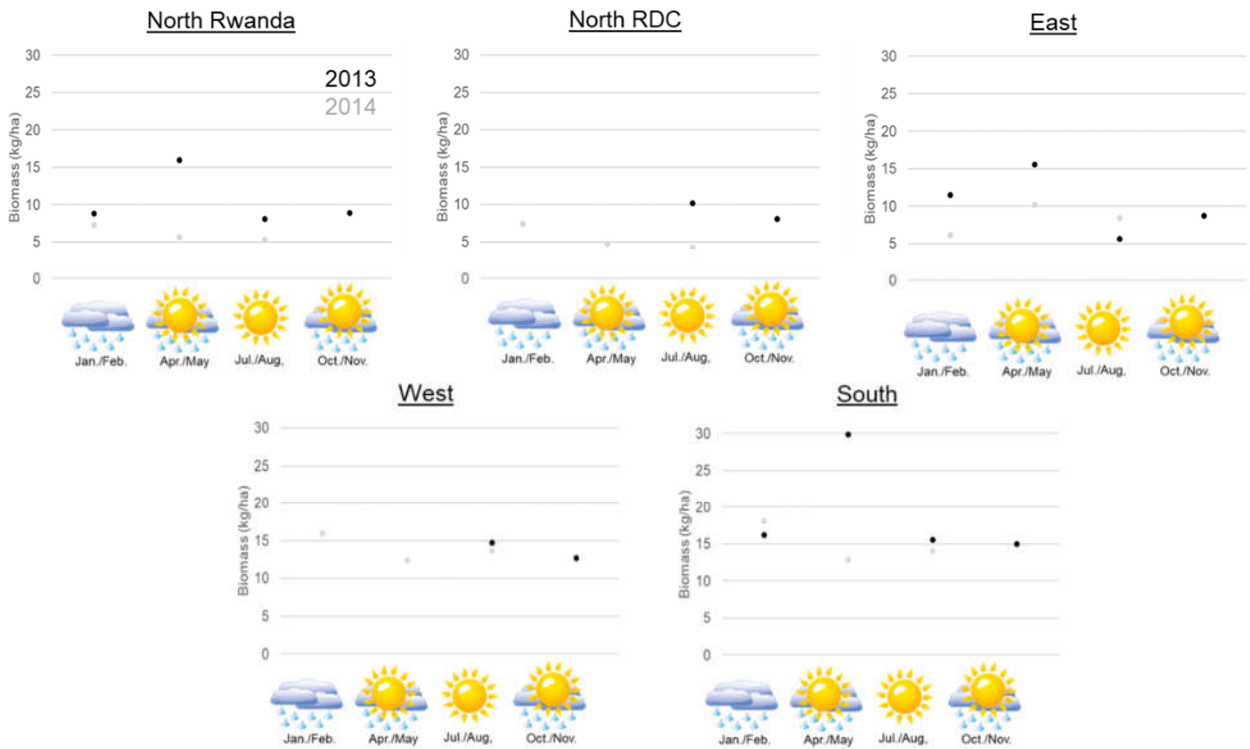 North Rwanda
North RDC
East
30
25
20
15
10
5
0
Biomass (kg/ha)
2013
2014
Jan./Feb.
Apr./May
Jul./Aug,
Oct./Nov.
30
25
20
15
10
5
0
Biomass (kg/ha)
Jan./Feb.
Apr./May
Jul./Aug,
Oct./Nov.
30
25
20
15
10
5
0
Biomass (kg/ha)
Jan./Feb.
Apr./May
Jul./Aug,
Oct./Nov.
West
South
30
25
20
15
10
5
0
Biomass (kg/ha)
Jan./Feb.
Apr./May
Jul./Aug,
Oct./Nov.
30
25
20
15
10
5
0
Biomass (kg/ha)
Jan./Feb.
Apr./May
Jul./Aug,
Oct./Nov.